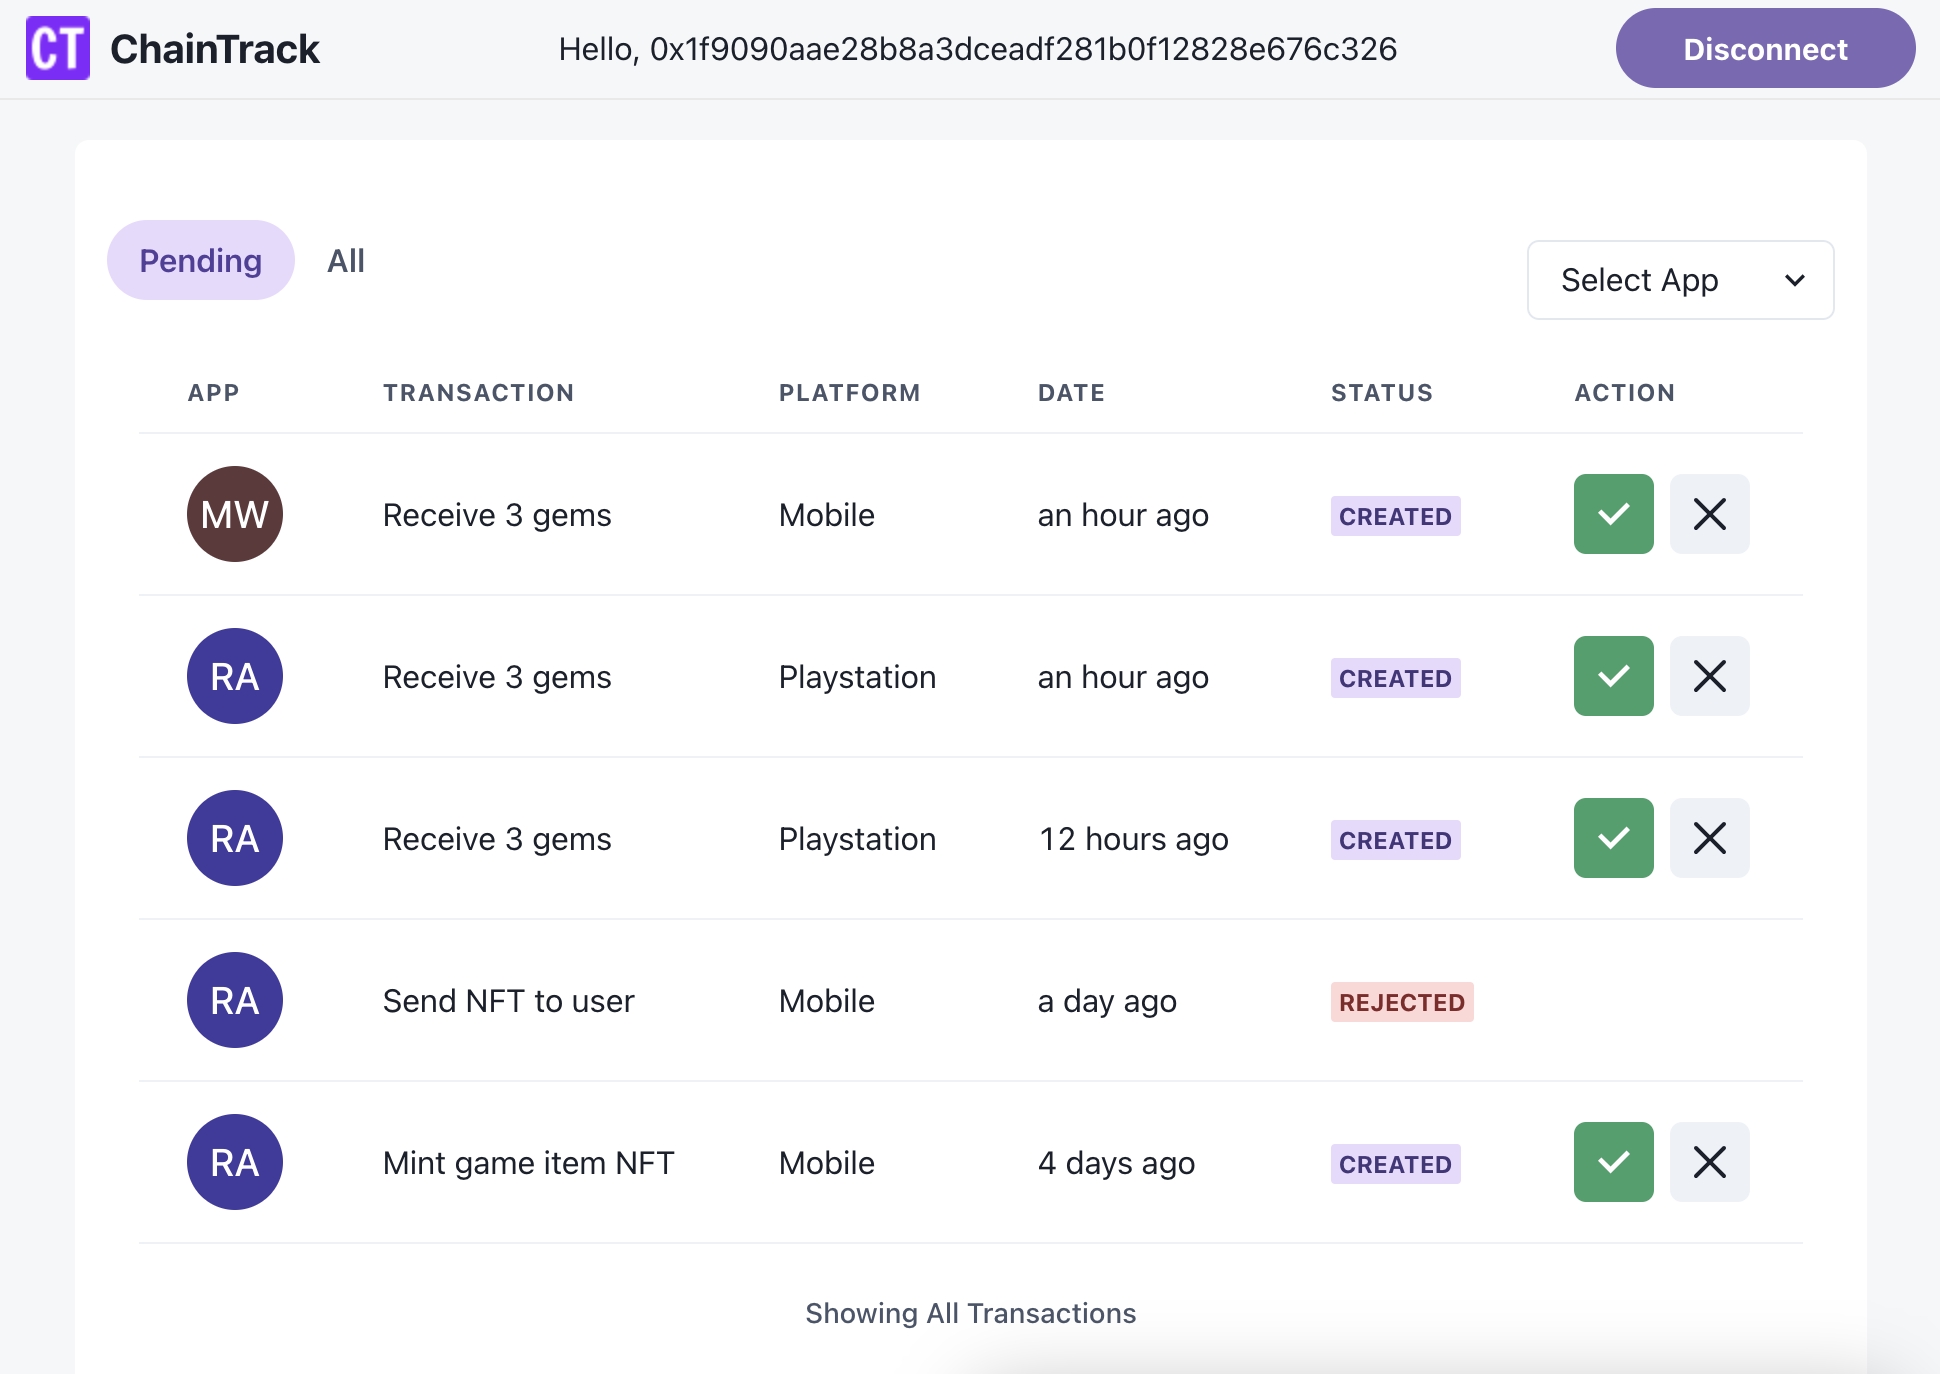 CT ChainTrack Hello, 0x1f9090aae28b8a3dceadf281b0f12828e676c326 Disconnect
Pending All
Select App
APP TRANSACTION PLATFORM DATE STATUS ACTION
MW Receive 3 gems Mobile an hour ago CREATED
RA Receive 3 gems Playstation an hour ago CREATED
RA Receive 3 gems Playstation 12 hours ago CREATED
RA Send NFT to user Mobile a day ago REJECTED
RA Mint game item NFT Mobile 4 days ago CREATED
Showing All Transactions